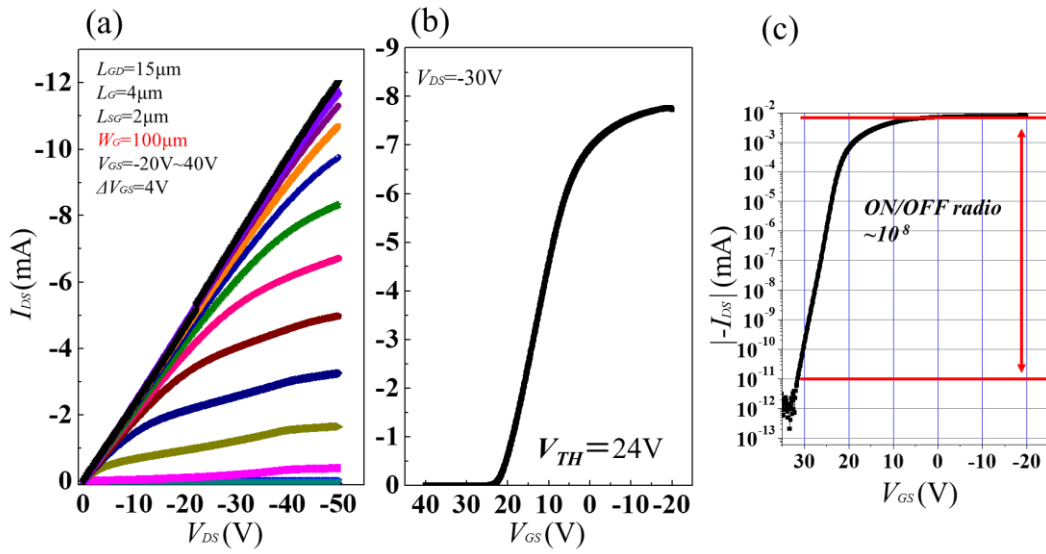 (a)
L_GD=15μm
L_G=4μm
L_SG=2μm
W_G=100μm
V_GS=-20V~40V
ΔV_GS=4V
I_DS(mA)
-12
-10
-8
-6
-4
-2
0
0 -10 -20 -30 -40 -50
V_DS(V)
(b)
V_DS=-30V
-9
-8
-7
-6
-5
-4
-3
-2
-1
0
V_TH=24V
40 30 20 10 0 -10 -20
V_GS(V)
(c)
|-I_DS| (mA)
10^-2
10^-3
10^-4
10^-5
10^-6
10^-7
10^-8
10^-9
10^-10
10^-11
10^-12
10^-13
ON/OFF radio
~10^8
30 20 10 0 -10 -20
V_GS(V)